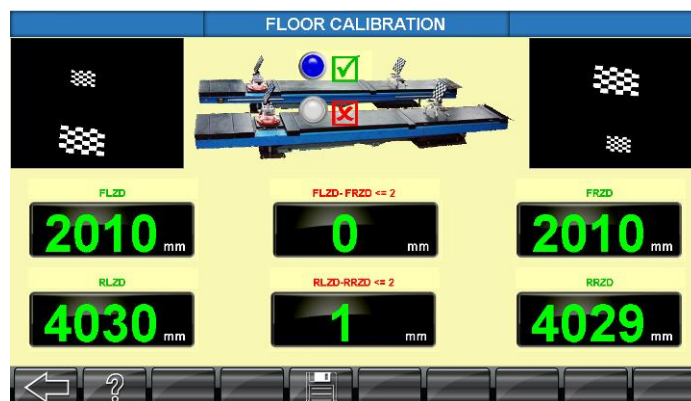 FLOOR CALIBRATION
FLZD
FLZD- FRZD <= 2
FRZD
2010 mm
0 mm
2010 mm
RLZD
RLZD-RRZD <= 2
RRZD
4030 mm
1 mm
4029 mm
?